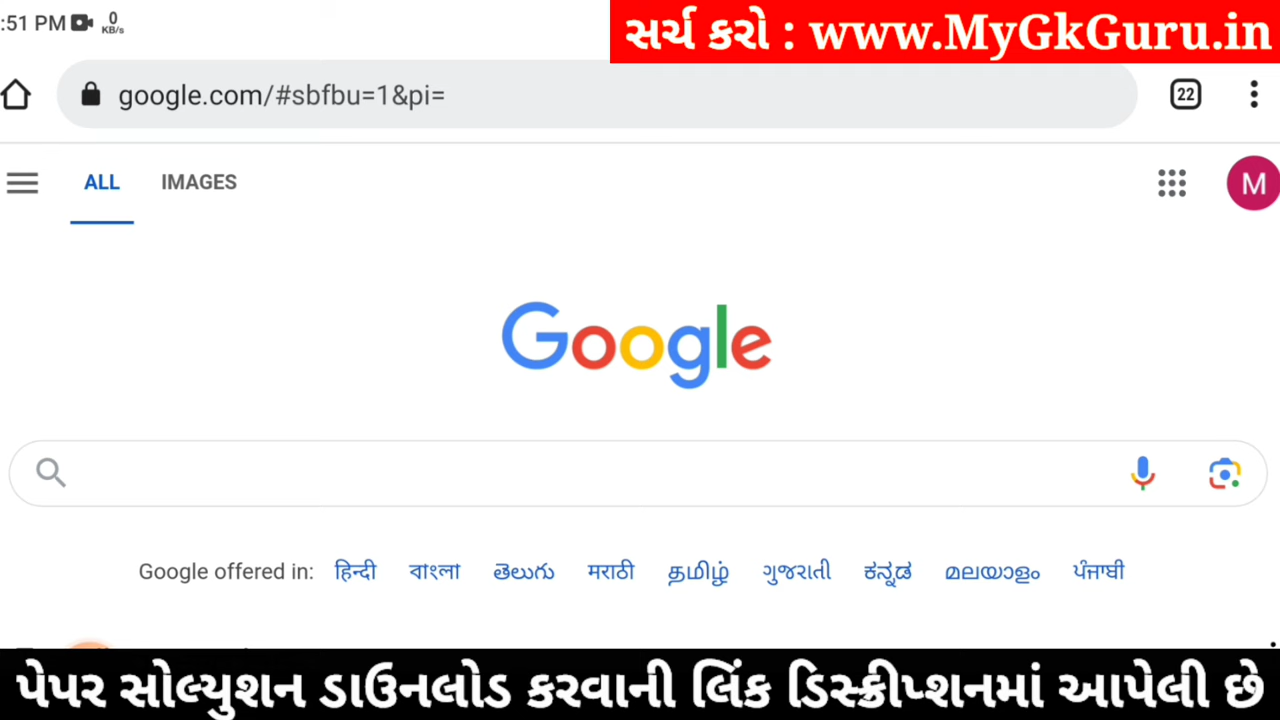 :51 PM 0 KB/s
સર્ચ કરો : www.MyGkGuru.in
google.com/#sbfbu=1&pi=
22
ALL IMAGES
M
Google
Google offered in: हिन्दी বাংলা తెలుగు मराठी தமிழ் ગુજરાતી ಕನ್ನಡ മലയാളം ਪੰਜਾਬੀ
પેપર સોલ્યુશન ડાઉનલોડ કરવાની લિંક ડિસ્ક્રીપ્શનમાં આપેલી છે